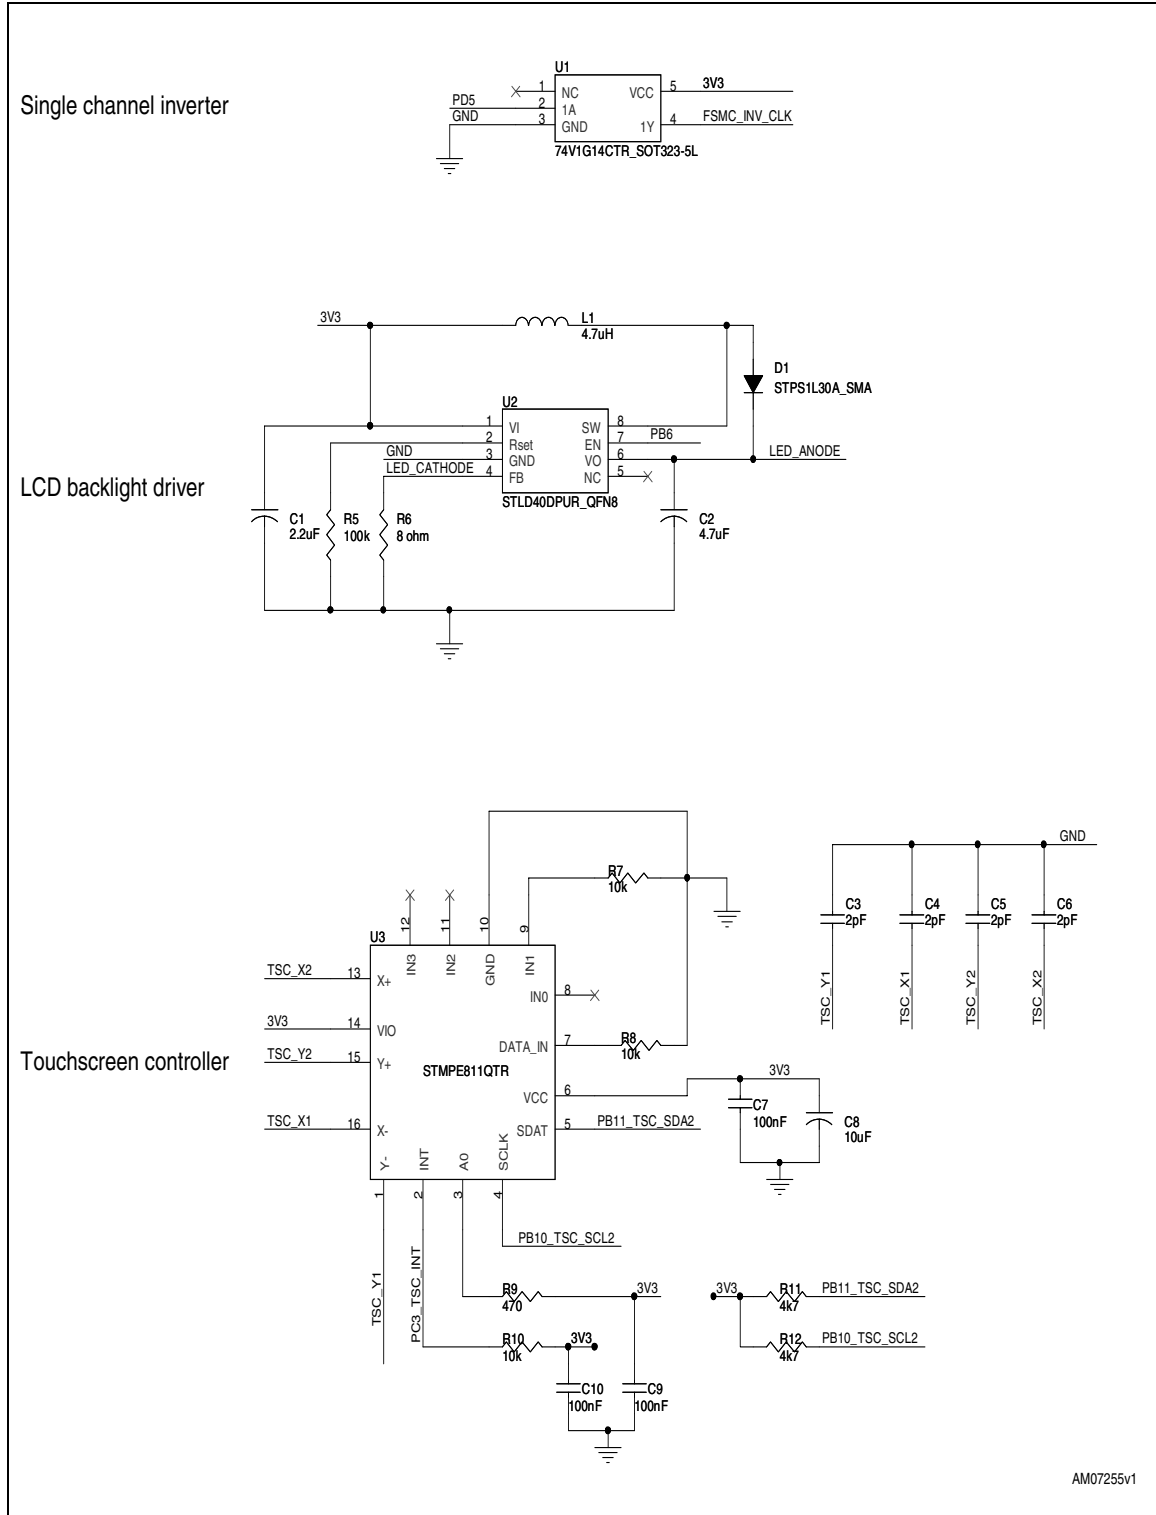 Single channel inverter
U1
1 NC VCC 5 3V3
PD5 2 1A
GND 3 GND 1Y 4 FSMC_INV_CLK
74V1G14CTR_SOT323-5L
3V3
L1
4.7uH
D1
STPS1L30A_SMA
LCD backlight driver
U2
1 VI SW 8
2 Rset EN 7 PB6
GND 3 GND VO 6 LED_ANODE
LED_CATHODE 4 FB NC 5
STLD40DPUR_QFN8
C1
2.2uF
R5
100k
R6
8 ohm
C2
4.7uF
Touchscreen controller
R7
10k
GND
C3
2pF
C4
2pF
C5
2pF
C6
2pF
TSC_Y1
TSC_X1
TSC_Y2
TSC_X2
U3
12 IN3
11 IN2
10 GND
9 IN1
TSC_X2 13 X+
IN0 8
3V3 14 VIO
DATA_IN 7
R8
10k
TSC_Y2 15 Y+
STMPE811QTR
VCC 6
3V3
C7
100nF
C8
10uF
TSC_X1 16 X-
SDAT 5 PB11_TSC_SDA2
Y- 1
INT 2
A0 3
SCLK 4
PB10_TSC_SCL2
TSC_Y1
PC3_TSC_INT
R9
470
3V3
R10
10k
3V3
C10
100nF
C9
100nF
3V3
R11
4k7
PB11_TSC_SDA2
R12
4k7
PB10_TSC_SCL2
AM07255v1